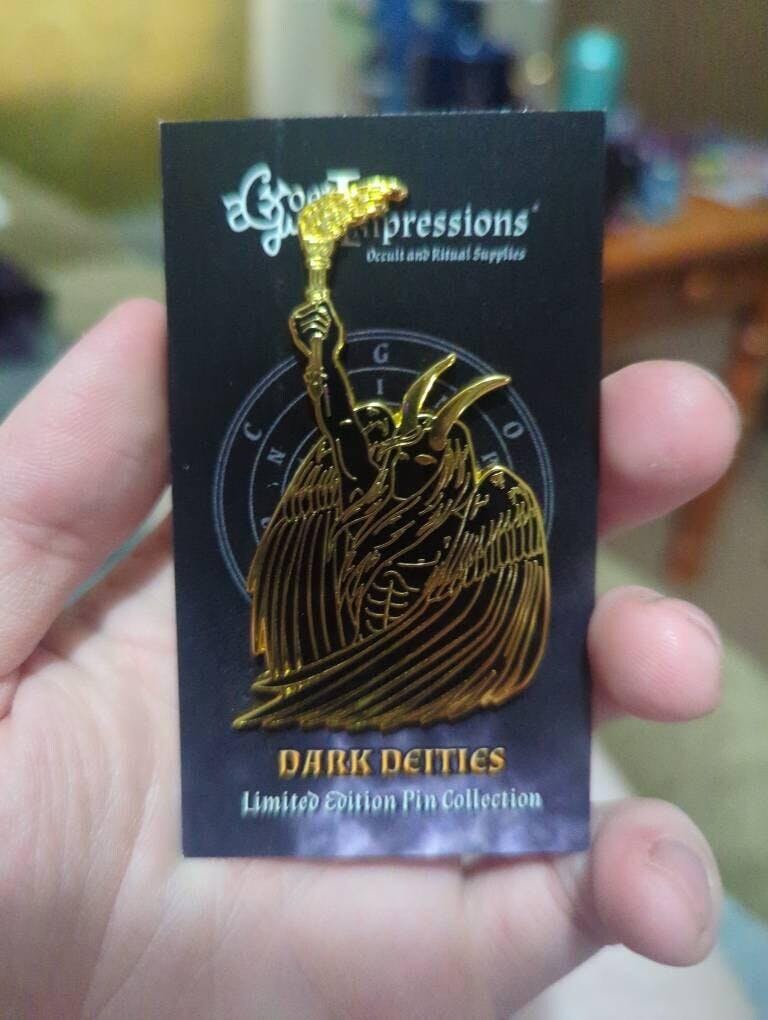 Impressions
Occult and Ritual Supplies
C
G
I
O
N
DARK DEITIES
Limited Edition Pin Collection